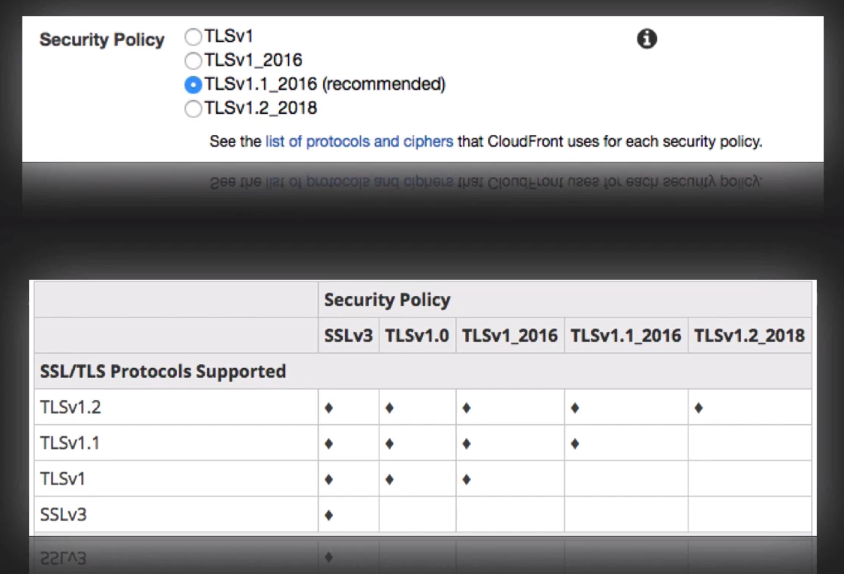 Security Policy
TLSv1
TLSv1_2016
TLSv1.1_2016 (recommended)
TLSv1.2_2018
See the list of protocols and ciphers that CloudFront uses for each security policy.
Security Policy
SSLv3 TLSv1.0 TLSv1_2016 TLSv1.1_2016 TLSv1.2_2018
SSL/TLS Protocols Supported
TLSv1.2 ♦ ♦ ♦ ♦ ♦
TLSv1.1 ♦ ♦ ♦ ♦
TLSv1 ♦ ♦ ♦
SSLv3 ♦